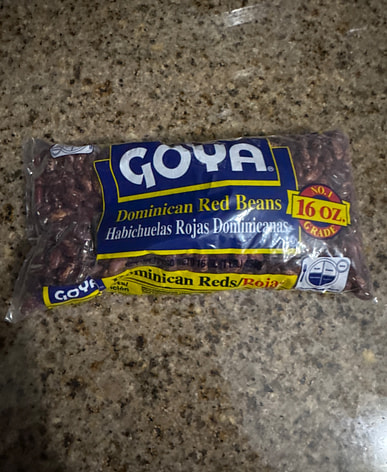 GOYA®
Dominican Red Beans
Habichuelas Rojas Dominicanas
NO. 1
16 OZ.
GRADE
GOYA
Dominican Reds/Rojas